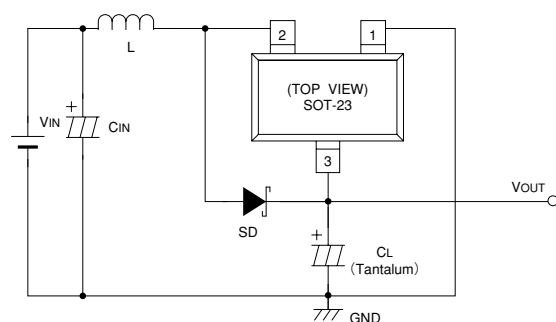 L
2
1
(TOP VIEW)
SOT-23
+
VIN
CIN
3
VOUT
SD
+
CL
(Tantalum)
GND